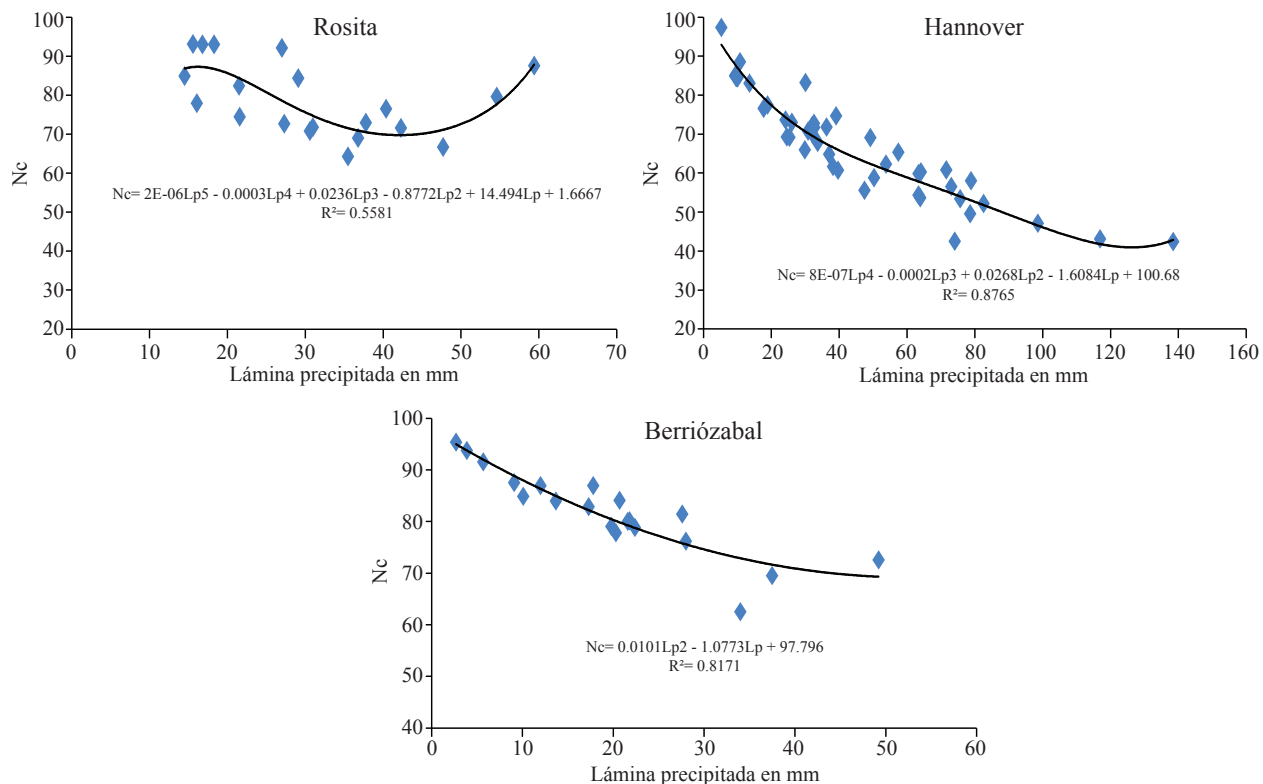 Rosita
100
90
80
70
60
50
40
30
20
Nc
Nc= 2E-06Lp5 - 0.0003Lp4 + 0.0236Lp3 - 0.8772Lp2 + 14.494Lp + 1.6667
R²= 0.5581
0 10 20 30 40 50 60 70
Lámina precipitada en mm
Hannover
100
90
80
70
60
50
40
30
20
Nc
Nc= 8E-07Lp4 - 0.0002Lp3 + 0.0268Lp2 - 1.6084Lp + 100.68
R²= 0.8765
0 20 40 60 80 100 120 140 160
Lámina precipitada en mm
Berriózabal
100
90
80
70
60
50
40
Nc
Nc= 0.0101Lp2 - 1.0773Lp + 97.796
R²= 0.8171
0 10 20 30 40 50 60
Lámina precipitada en mm